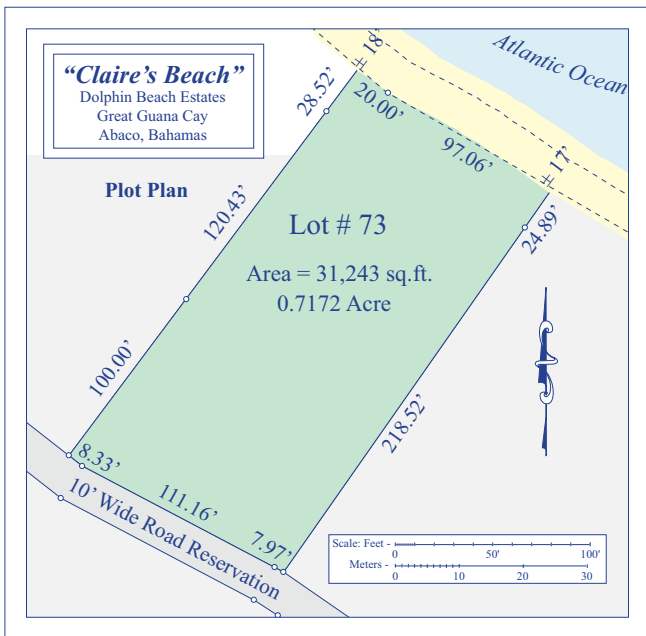 “Claire’s Beach”
Dolphin Beach Estates
Great Guana Cay
Abaco, Bahamas
Plot Plan
Atlantic Ocean
18’
28.52’
20.00’
97.06’
17’
24.89’
120.43’
Lot # 73
Area = 31,243 sq.ft.
0.7172 Acre
100.00’
218.52’
8.33’
111.16’
7.97’
10’ Wide Road Reservation
Scale: Feet -
0 50’ 100’
Meters -
0 10 20 30